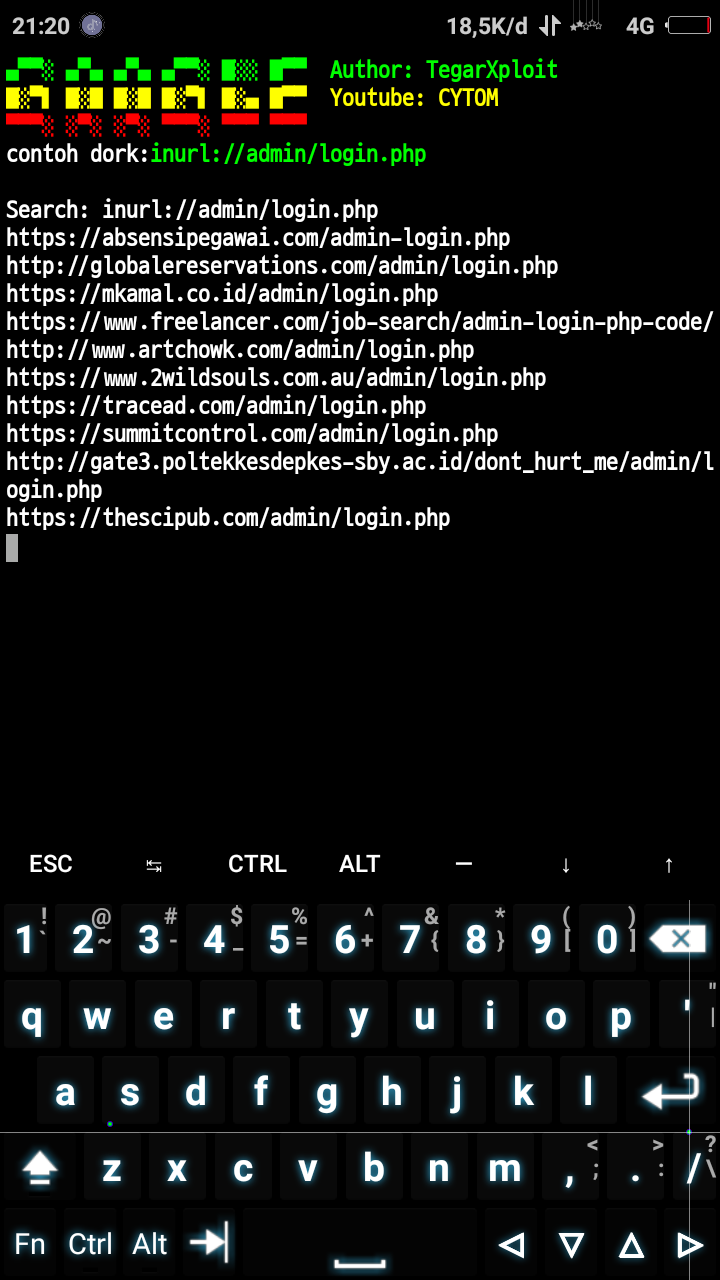 21:20 18,5K/d 4G
GOOGLE
Author: TegarXploit
Youtube: CYTOM
contoh dork:inurl://admin/login.php
Search: inurl://admin/login.php
https://absensipegawai.com/admin-login.php
http://globalereservations.com/admin/login.php
https://mkamal.co.id/admin/login.php
https://www.freelancer.com/job-search/admin-login-php-code/
http://www.artchowk.com/admin/login.php
https://www.2wildsouls.com.au/admin/login.php
https://tracead.com/admin/login.php
https://summitcontrol.com/admin/login.php
http://gate3.poltekkesdepkes-sby.ac.id/dont_hurt_me/admin/l
ogin.php
https://thescipub.com/admin/login.php
ESC ↹ CTRL ALT — ↓ ↑
! @ # $ % ^ & * ( )
1 2 3 4 5 6 7 8 9 0
` ~ - _ = + { } [ ]
q w e r t y u i o p ' " |
a s d f g h j k l
z x c v b n m , < ; . > : / ? \
Fn Ctrl Alt